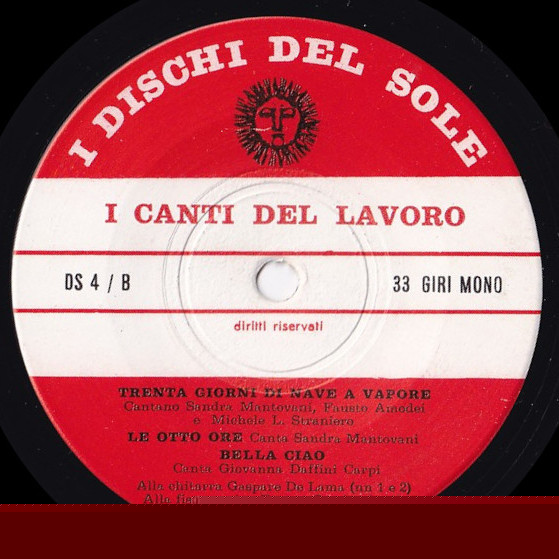 I DISCHI DEL SOLE
I CANTI DEL LAVORO
DS 4 / B
33 GIRI MONO
diritti riservati
TRENTA GIORNI DI NAVE A VAPORE
Cantano Sandra Mantovani, Fausto Amodei
e Michele L. Straniero
LE OTTO ORE Canta Sandra Mantovani
BELLA CIAO
Canta Giovanna Daffini Carpi
Alla chitarra Gaspare De Lama (un 1 e 2)
Alla